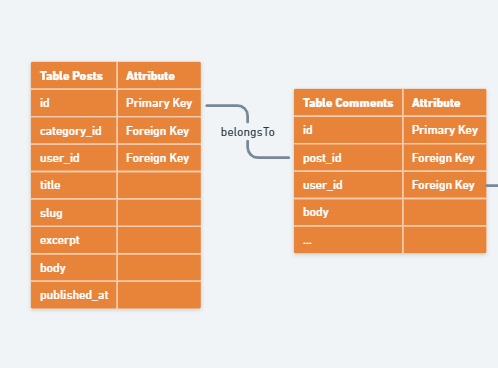 Table Posts Attribute
id Primary Key
category_id Foreign Key
user_id Foreign Key
title
slug
excerpt
body
published_at
belongsTo
Table Comments Attribute
id Primary Key
post_id Foreign Key
user_id Foreign Key
body
...